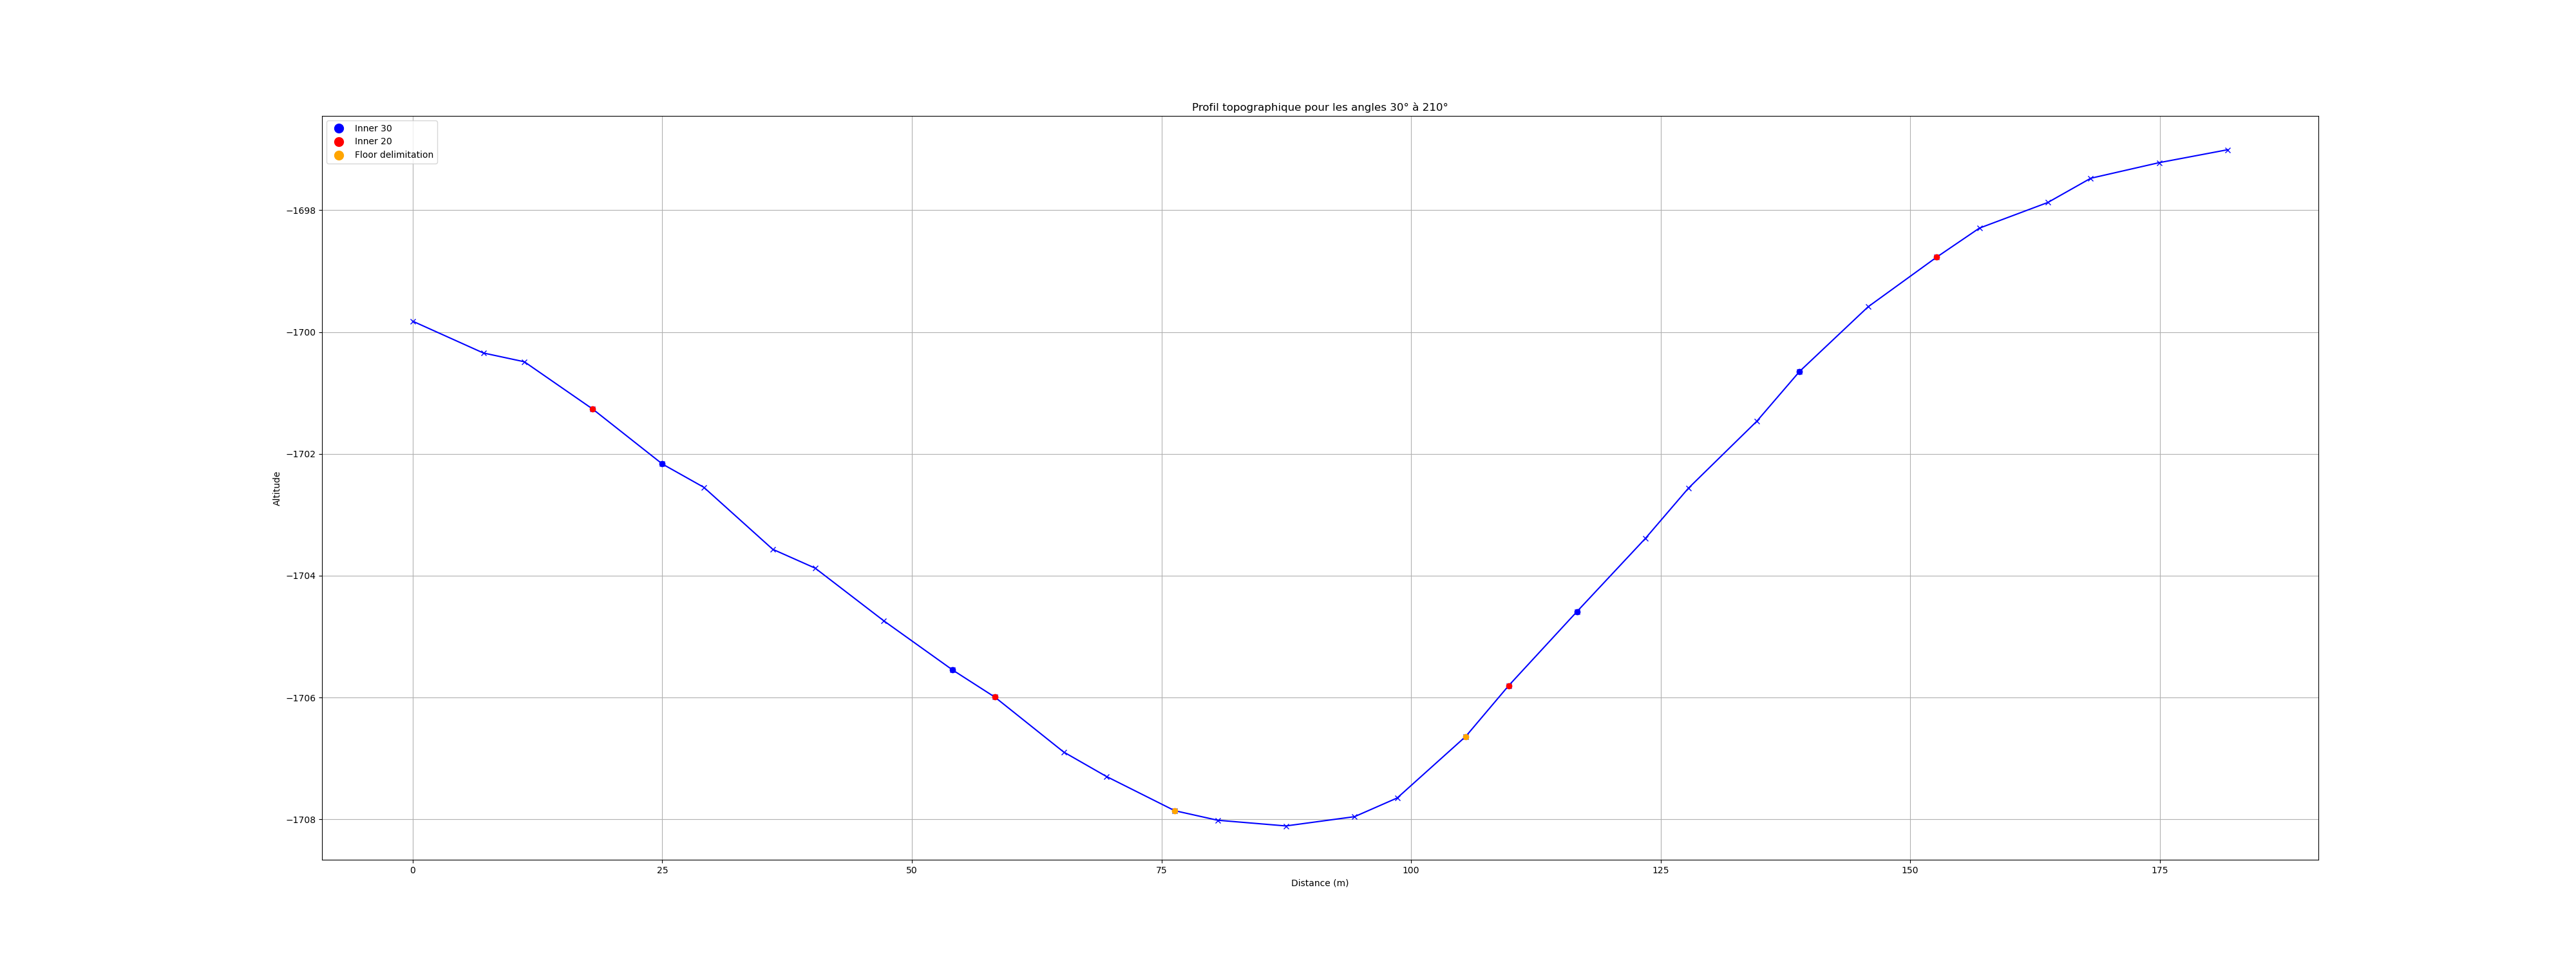 Profil topographique pour les angles 30° à 210°
Inner 30
Inner 20
Floor delimitation
−1698
−1700
−1702
−1704
−1706
−1708
Altitude
0 25 50 75 100 125 150 175
Distance (m)